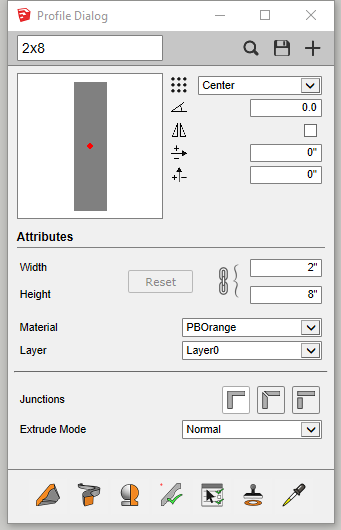 Profile Dialog
2x8
Center
0.0
0"
0"
Attributes
Width 2"
Reset
Height 8"
Material PBOrange
Layer Layer0
Junctions
Extrude Mode Normal